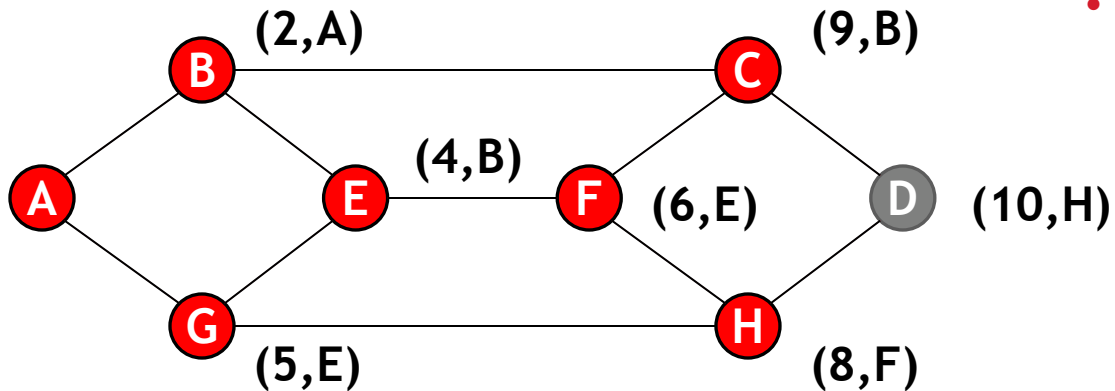 (2,A) (9,B)
B C
(4,B)
A E F (6,E) D (10,H)
G H
(5,E) (8,F)